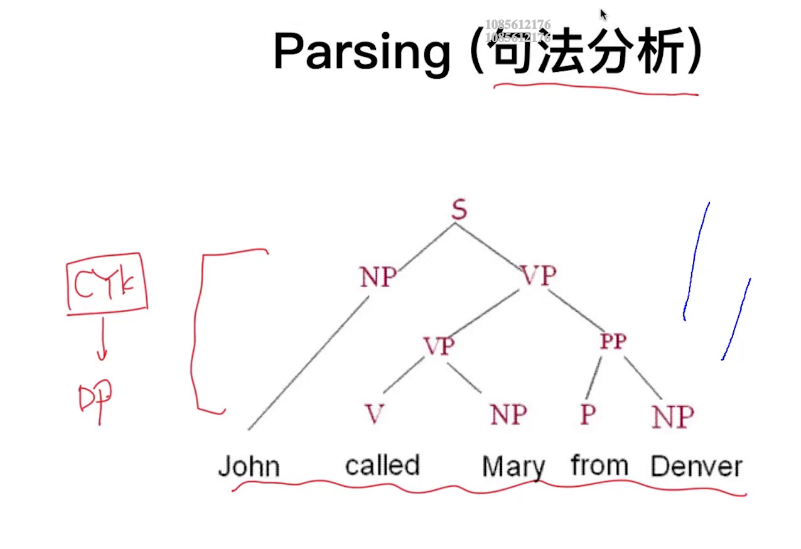 1085612176
1085612176
Parsing (句法分析)
S
NP VP
CYK
VP PP
DP
V NP P NP
John called Mary from Denver